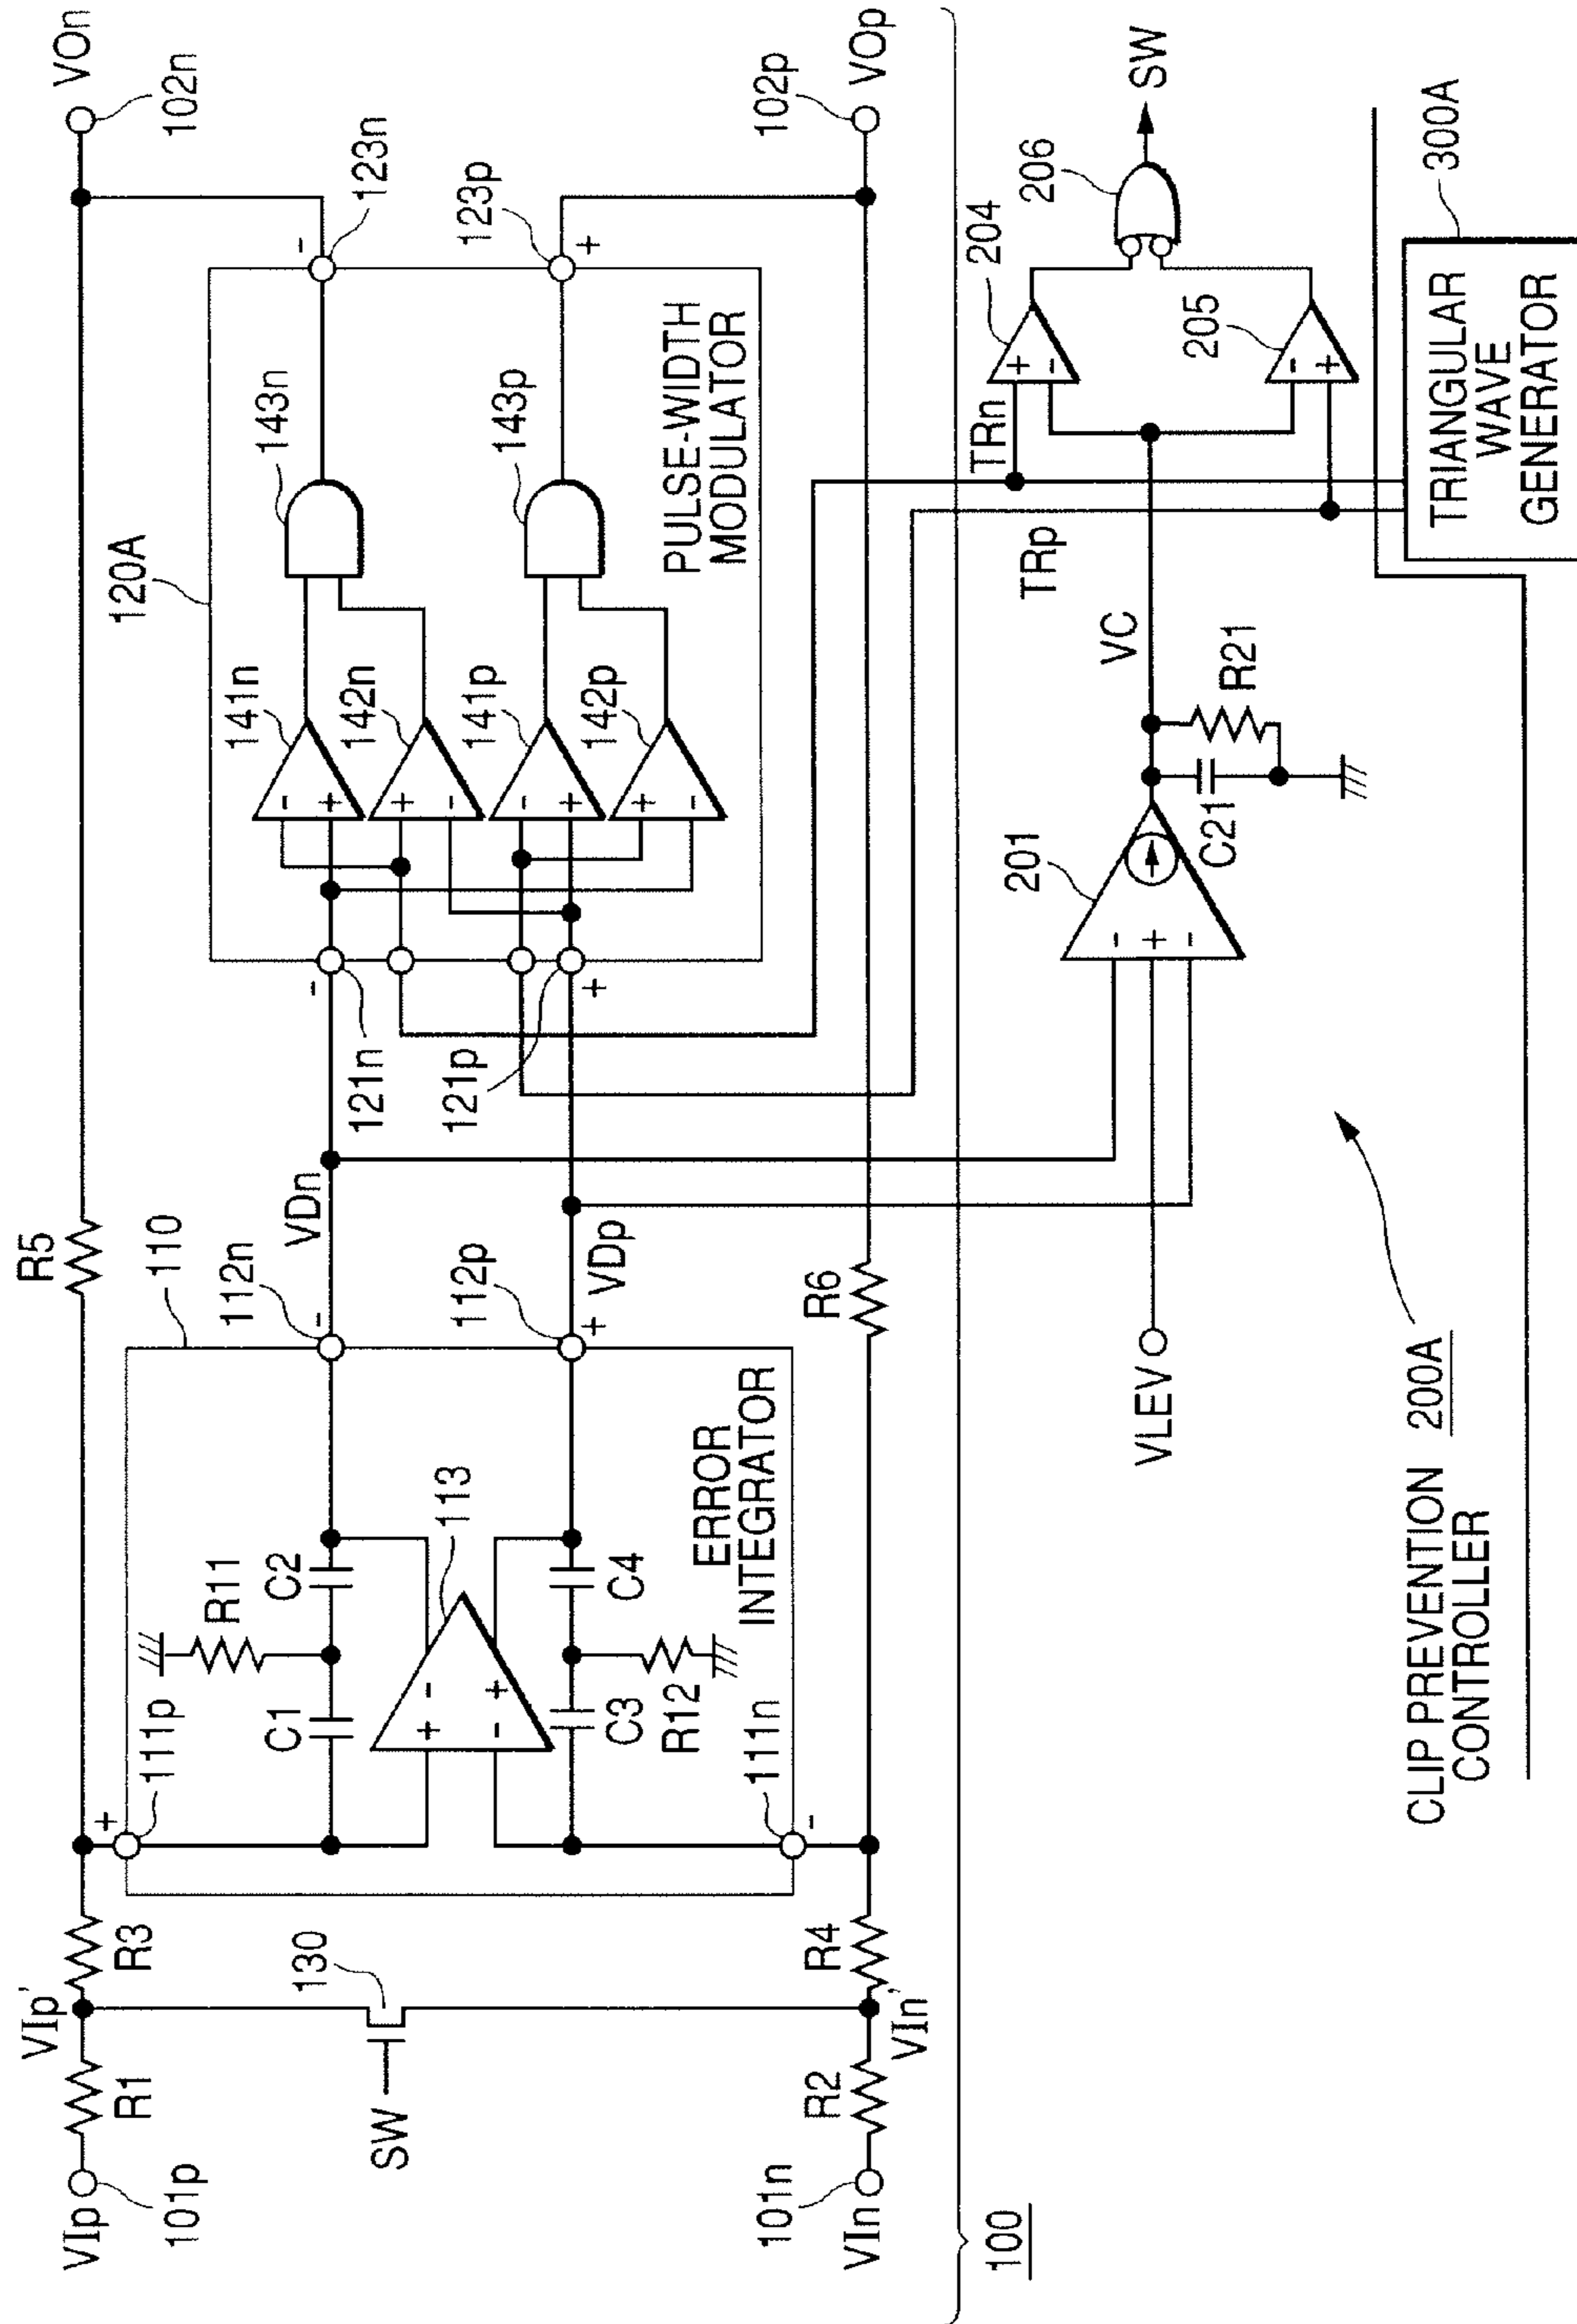 VIp
101p
R1
VIp'
R3
R5
VOn
102n
SW
130
110
111p
+
C1
R11
C2
112n
-
VDn
113
+
-
-
+
C3
R12
C4
112p
+
VDp
111n
-
ERROR
INTEGRATOR
120A
121n
-
121p
+
141n
-
+
142n
+
-
141p
-
+
142p
+
-
143n
143p
123n
-
123p
+
PULSE-WIDTH
MODULATOR
VIn
101n
R2
VIn'
R4
R6
VOp
102p
100
VLEV
201
-
+
-
C21
R21
VC
TRp
TRn
204
+
-
205
-
+
206
SW
CLIP PREVENTION 200A
CONTROLLER
TRIANGULAR
WAVE
GENERATOR
300A